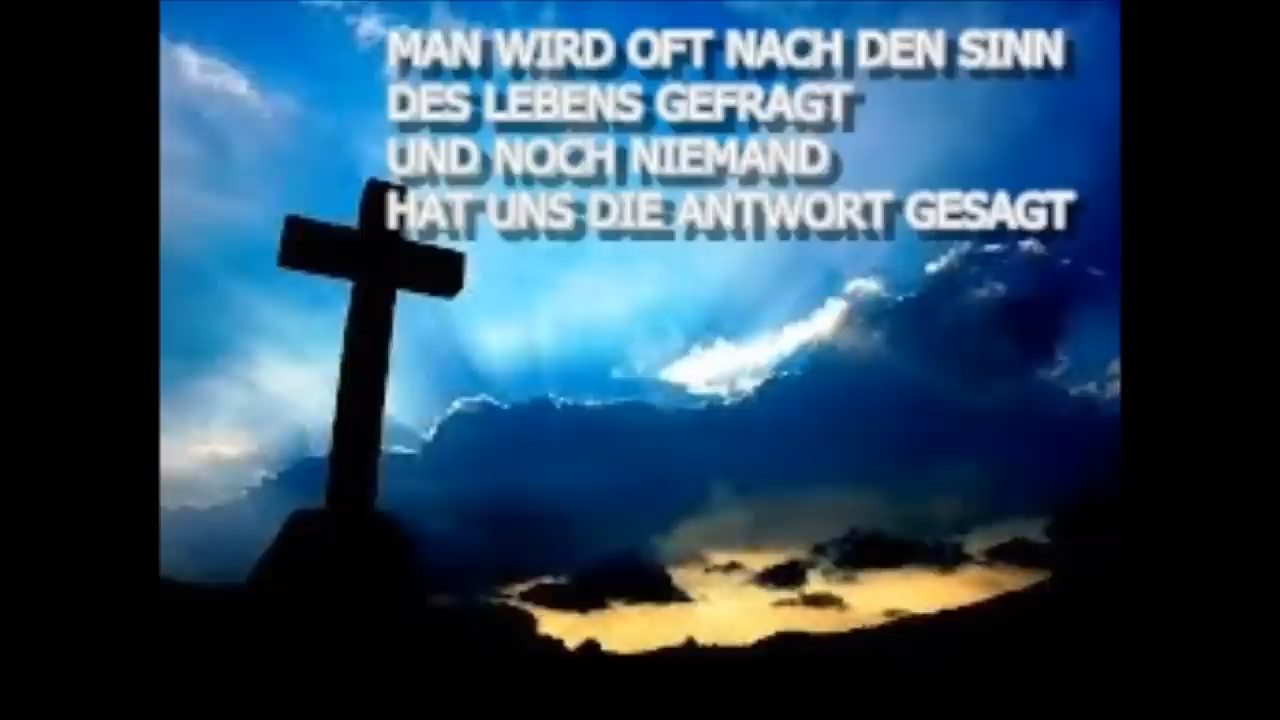 MAN WIRD OFT NACH DEN SINN
DES LEBENS GEFRAGT
UND NOCH NIEMAND
HAT UNS DIE ANTWORT GESAGT